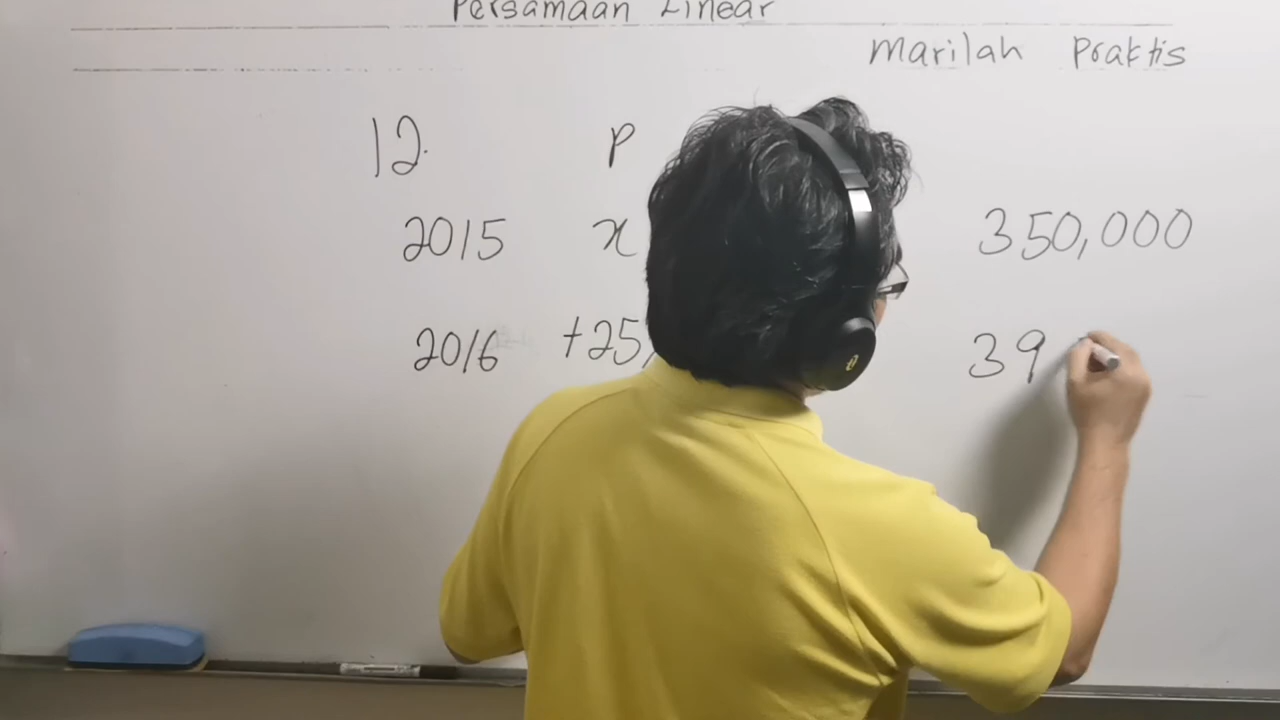 Persamaan Linear
Marilah Praktis
12. P
2015 x 350,000
2016 +25 39